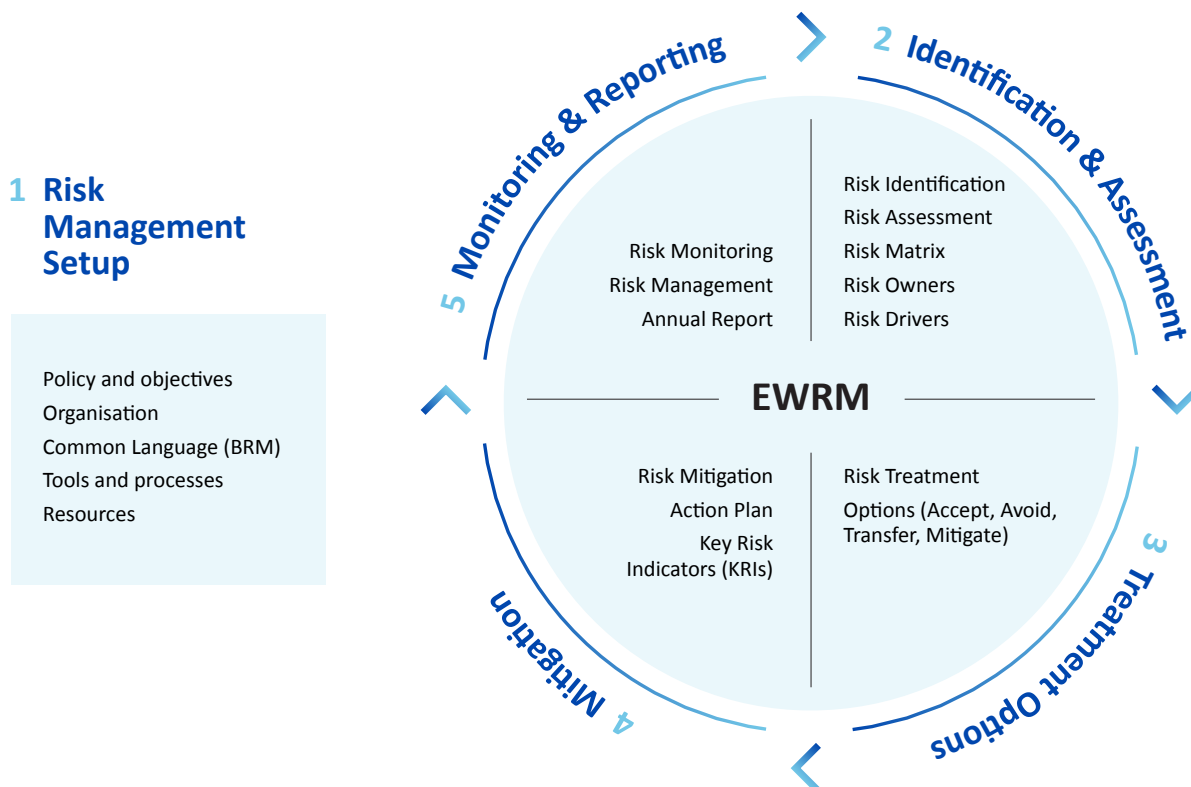 1 Risk
Management
Setup
Policy and objectives
Organisation
Common Language (BRM)
Tools and processes
Resources
2 Identification & Assessment
Risk Identification
Risk Assessment
Risk Matrix
Risk Owners
Risk Drivers
3 Treatment Options
Risk Treatment
Options (Accept, Avoid,
Transfer, Mitigate)
4 Mitigation
Risk Mitigation
Action Plan
Key Risk
Indicators (KRIs)
5 Monitoring & Reporting
Risk Monitoring
Risk Management
Annual Report
EWRM